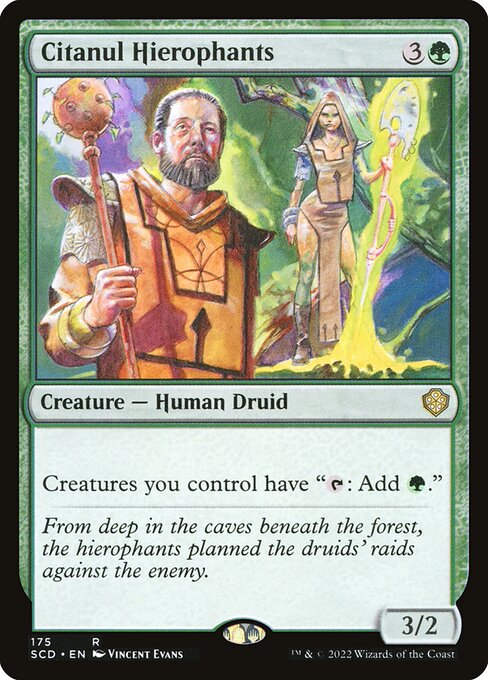 Citanul Hierophants 3
Creature — Human Druid
Creatures you control have “: Add .”
From deep in the caves beneath the forest,
the hierophants planned the druids’ raids
against the enemy.
3/2
175 R
SCD • EN Vincent Evans
™ & © 2022 Wizards of the Coast